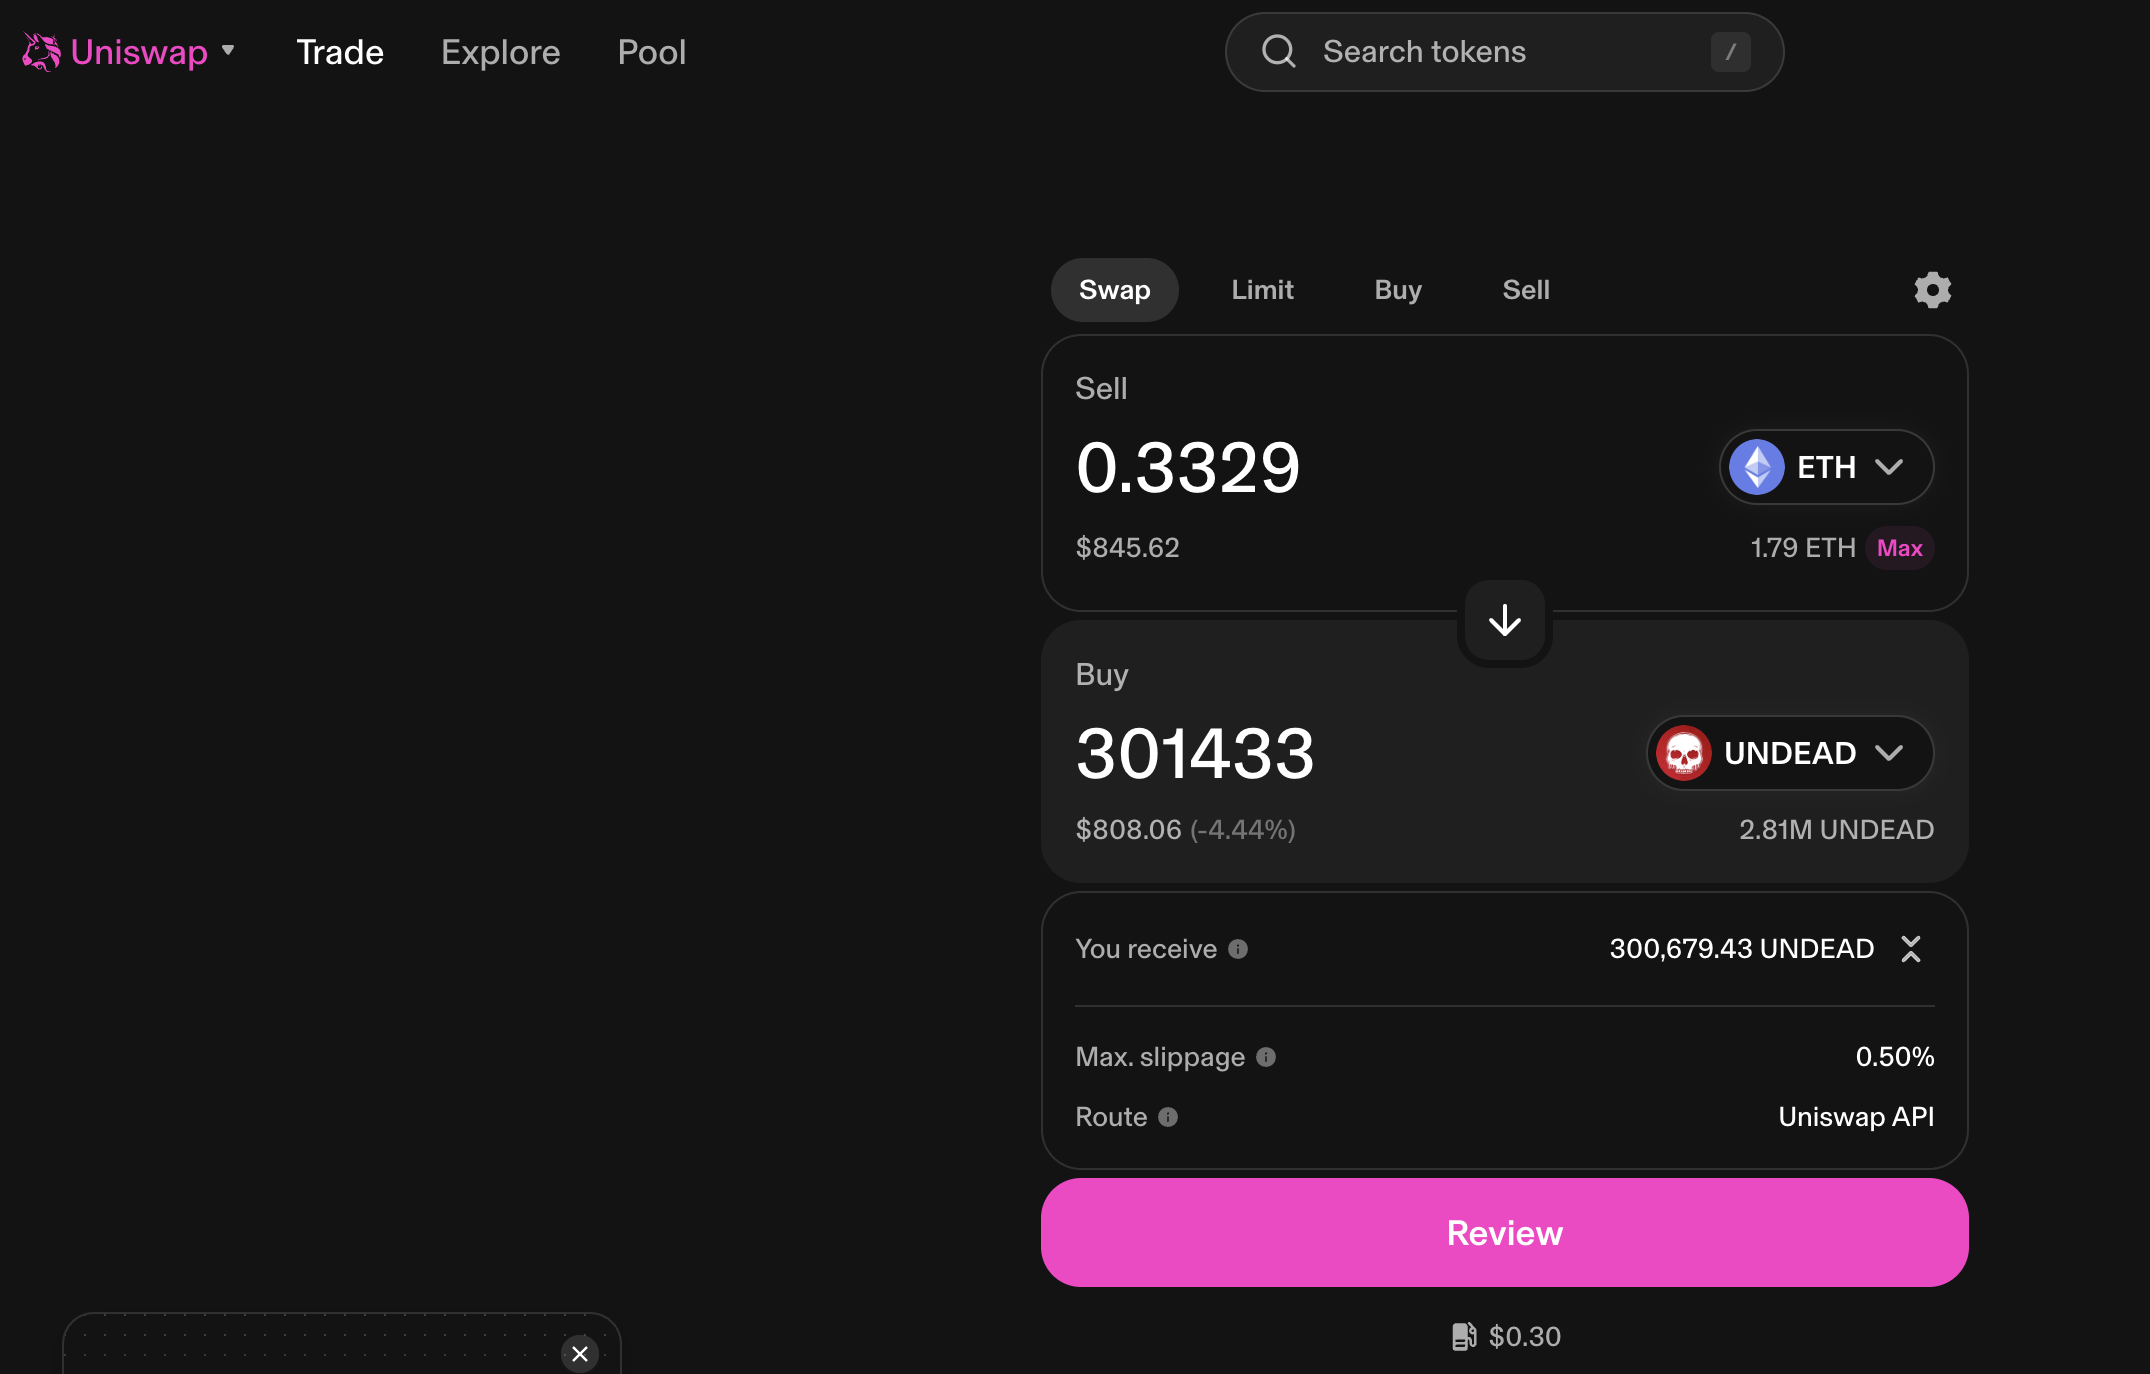 Uniswap Trade Explore Pool Search tokens /
Swap Limit Buy Sell
Sell
0.3329 ETH
$845.62 1.79 ETH Max
Buy
301433 UNDEAD
$808.06 (-4.44%) 2.81M UNDEAD
You receive 300,679.43 UNDEAD
Max. slippage 0.50%
Route Uniswap API
Review
$0.30